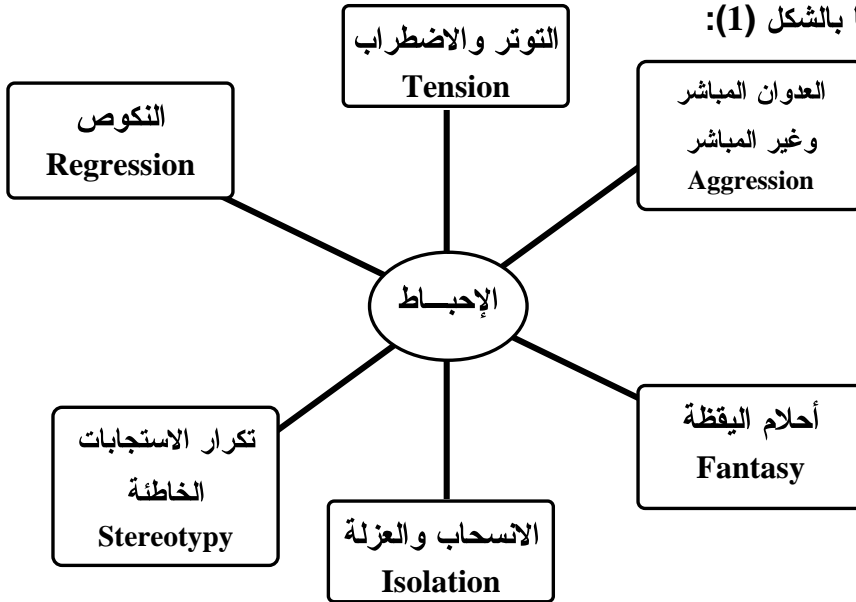 ا بالشكل (1):
التوتر والاضطراب
Tension
العدوان المباشر
وغير المباشر
Aggression
النكوص
Regression
الإحبـــاط
أحلام اليقظة
Fantasy
تكرار الاستجابات
الخاطئة
Stereotypy
الانسحاب والعزلة
Isolation